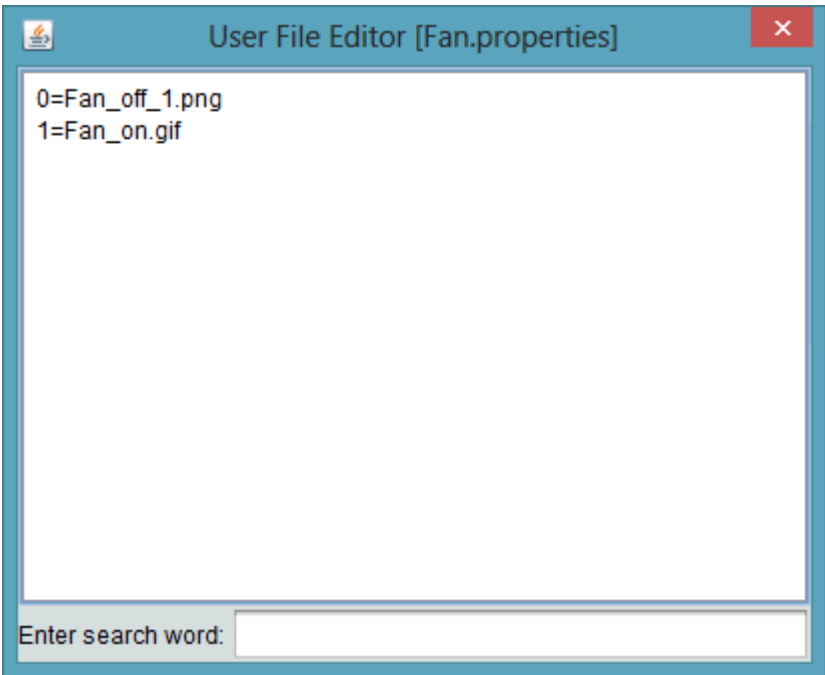 User File Editor [Fan.properties]
0=Fan_off_1.png
1=Fan_on.gif
Enter search word: